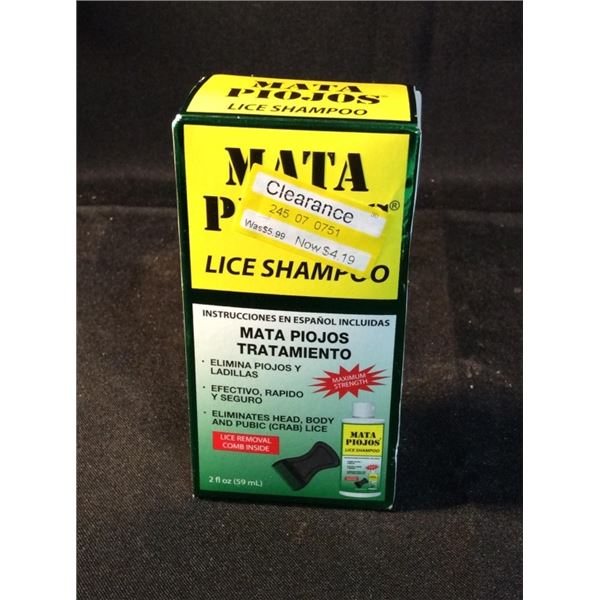 MATA
PIOJOS™
LICE SHAMPOO
MATA
P ®
Clearance
245 07 0751
Was$5.99 Now $4.19
LICE SHAMPOO
INSTRUCCIONES EN ESPAÑOL INCLUIDAS
MATA PIOJOS
TRATAMIENTO
· ELIMINA PIOJOS Y
LADILLAS
· EFECTIVO, RAPIDO
Y SEGURO
· ELIMINATES HEAD, BODY
AND PUBIC (CRAB) LICE
LICE REMOVAL
COMB INSIDE
2 fl oz (59 mL)
MAXIMUM
STRENGTH
MATA
PIOJOS
LICE SHAMPOO